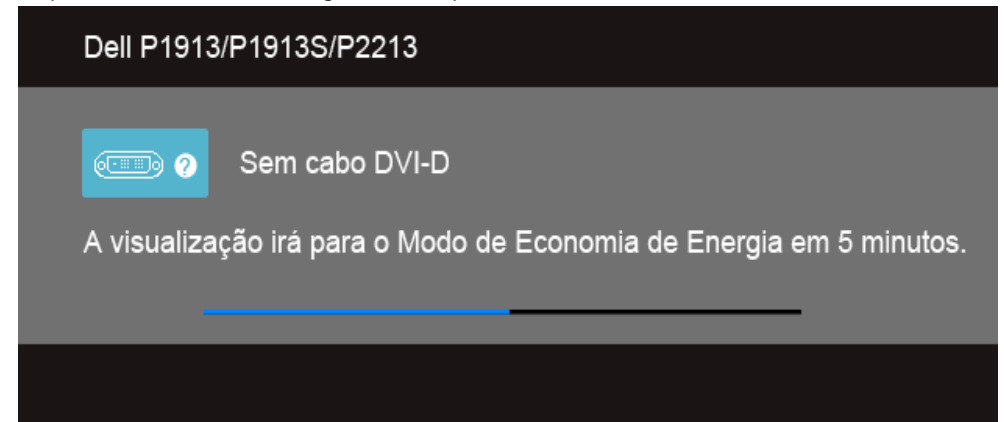 Dell P1913/P1913S/P2213
?
Sem cabo DVI-D
A visualização irá para o Modo de Economia de Energia em 5 minutos.